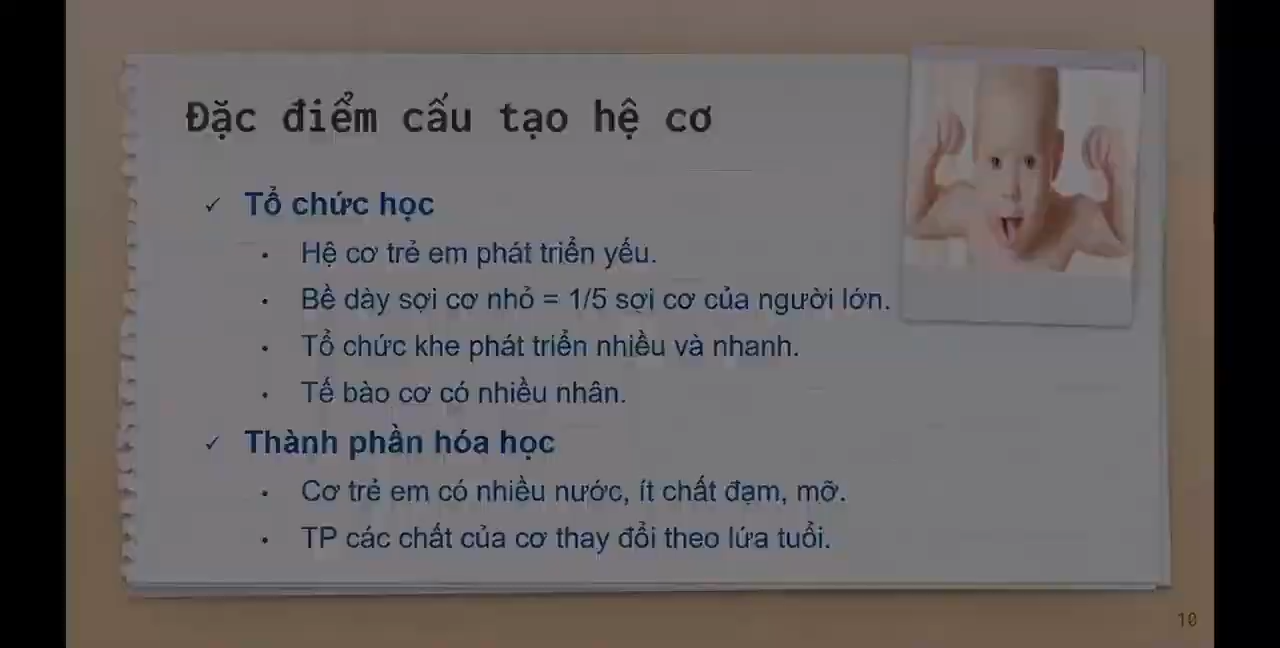 Đặc điểm cấu tạo hệ cơ
✓ Tổ chức học
• Hệ cơ trẻ em phát triển yếu.
• Bề dày sợi cơ nhỏ = 1/5 sợi cơ của người lớn.
• Tổ chức khe phát triển nhiều và nhanh.
• Tế bào cơ có nhiều nhân.
✓ Thành phần hóa học
• Cơ trẻ em có nhiều nước, ít chất đạm, mỡ.
• TP các chất của cơ thay đổi theo lứa tuổi.
10